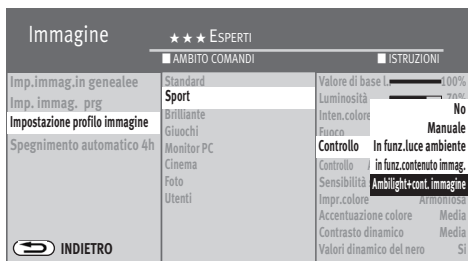 Immagine
★★★ ESPERTI
AMBITO COMANDI
ISTRUZIONI
Imp.immag.in genealee
Imp. immag. prg
Impostazione profilo immagine
Spegnimento automatico 4h
INDIETRO
Standard
Sport
Brilliante
Giuochi
Monitor PC
Cinema
Foto
Utenti
Valore di base l. 100%
Luminosità 70%
Inten.colore
Fuoco
Controllo
Controllo
Sensibilità
Impr.colore Armoniosa
Accentuazione colore Media
Contrasto dinamico Media
Valori dinamico del nero Si
No
Manuale
In funz.luce ambiente
in funz.contenuto immag.
Ambilight+cont. immagine